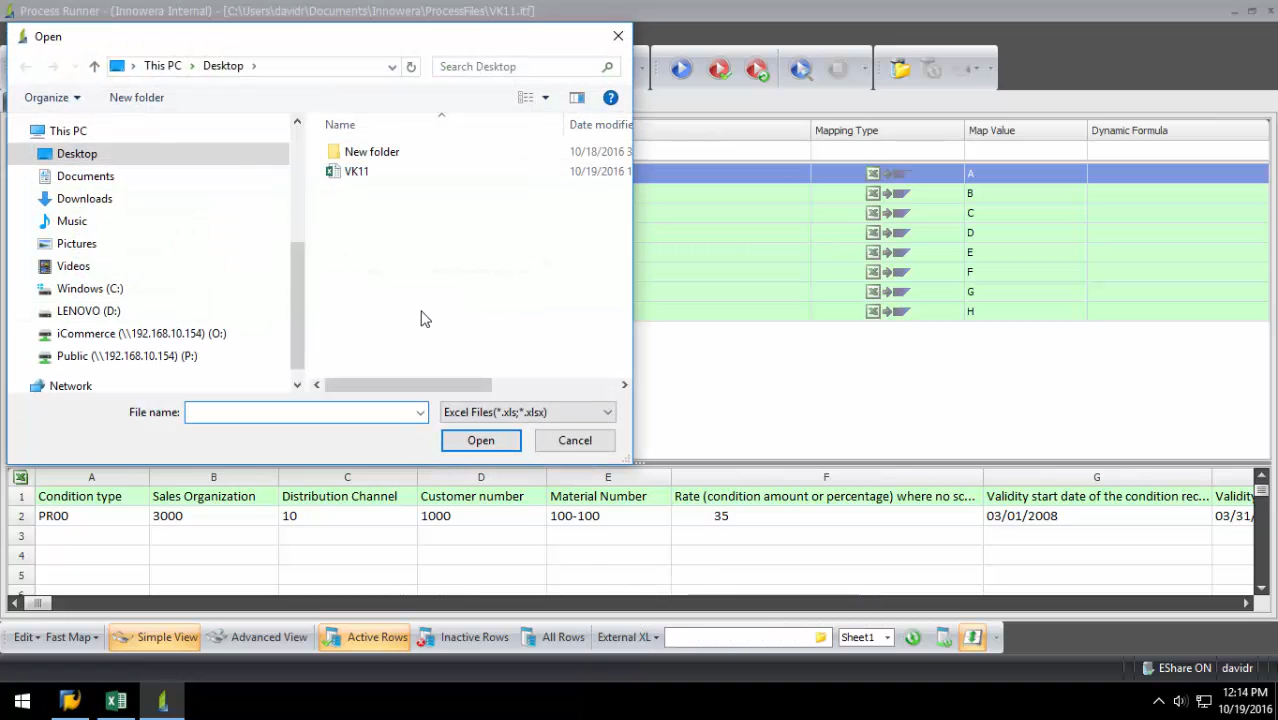 Process Runner - (Innowera Internal) - [C:\Users\davidr\Documents\Innowera\ProcessFiles\VK11.itf]
Open
This PC > Desktop >
Search Desktop
Organize
New folder
?
This PC
Desktop
Documents
Downloads
Music
Pictures
Videos
Windows (C:)
LENOVO (D:)
iCommerce (\\192.168.10.154) (O:)
Public (\\192.168.10.154) (P:)
Network
Name
Date modifie
New folder
10/18/2016 3
VK11
10/19/2016 1
File name:
Excel Files(*.xls;*.xlsx)
Open
Cancel
Mapping Type
Map Value
Dynamic Formula
A
B
C
D
E
F
G
H
A B C D E F G
1 Condition type Sales Organization Distribution Channel Customer number Material Number Rate (condition amount or percentage) where no sc... Validity start date of the condition rec... Validity
2 PR00 3000 10 1000 100-100 35 03/01/2008 03/31/
3
4
5
Edit Fast Map Simple View Advanced View Active Rows Inactive Rows All Rows External XL Sheet1
EShare ON davidr
12:14 PM
10/19/2016